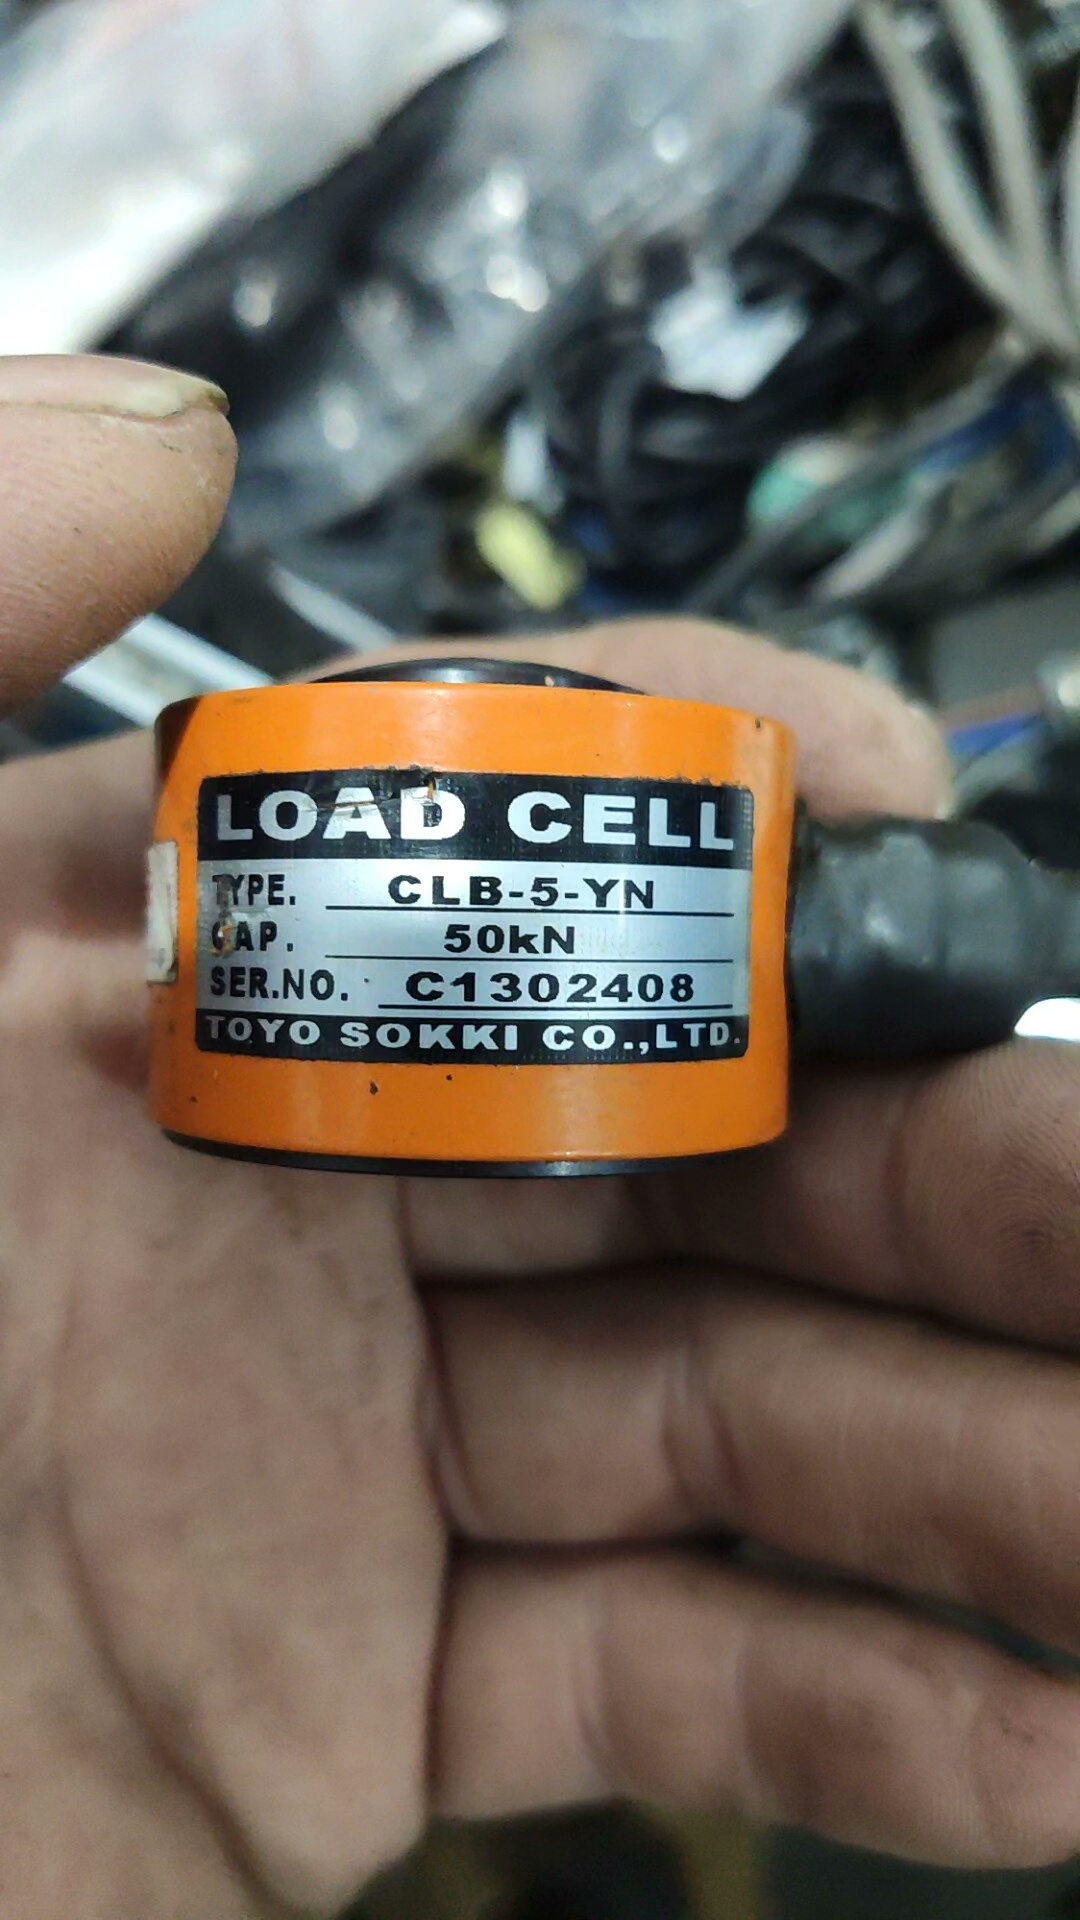 LOAD CELL
TYPE. CLB-5-YN
CAP. 50kN
SER.NO. C1302408
TOYO SOKKI CO.,LTD.